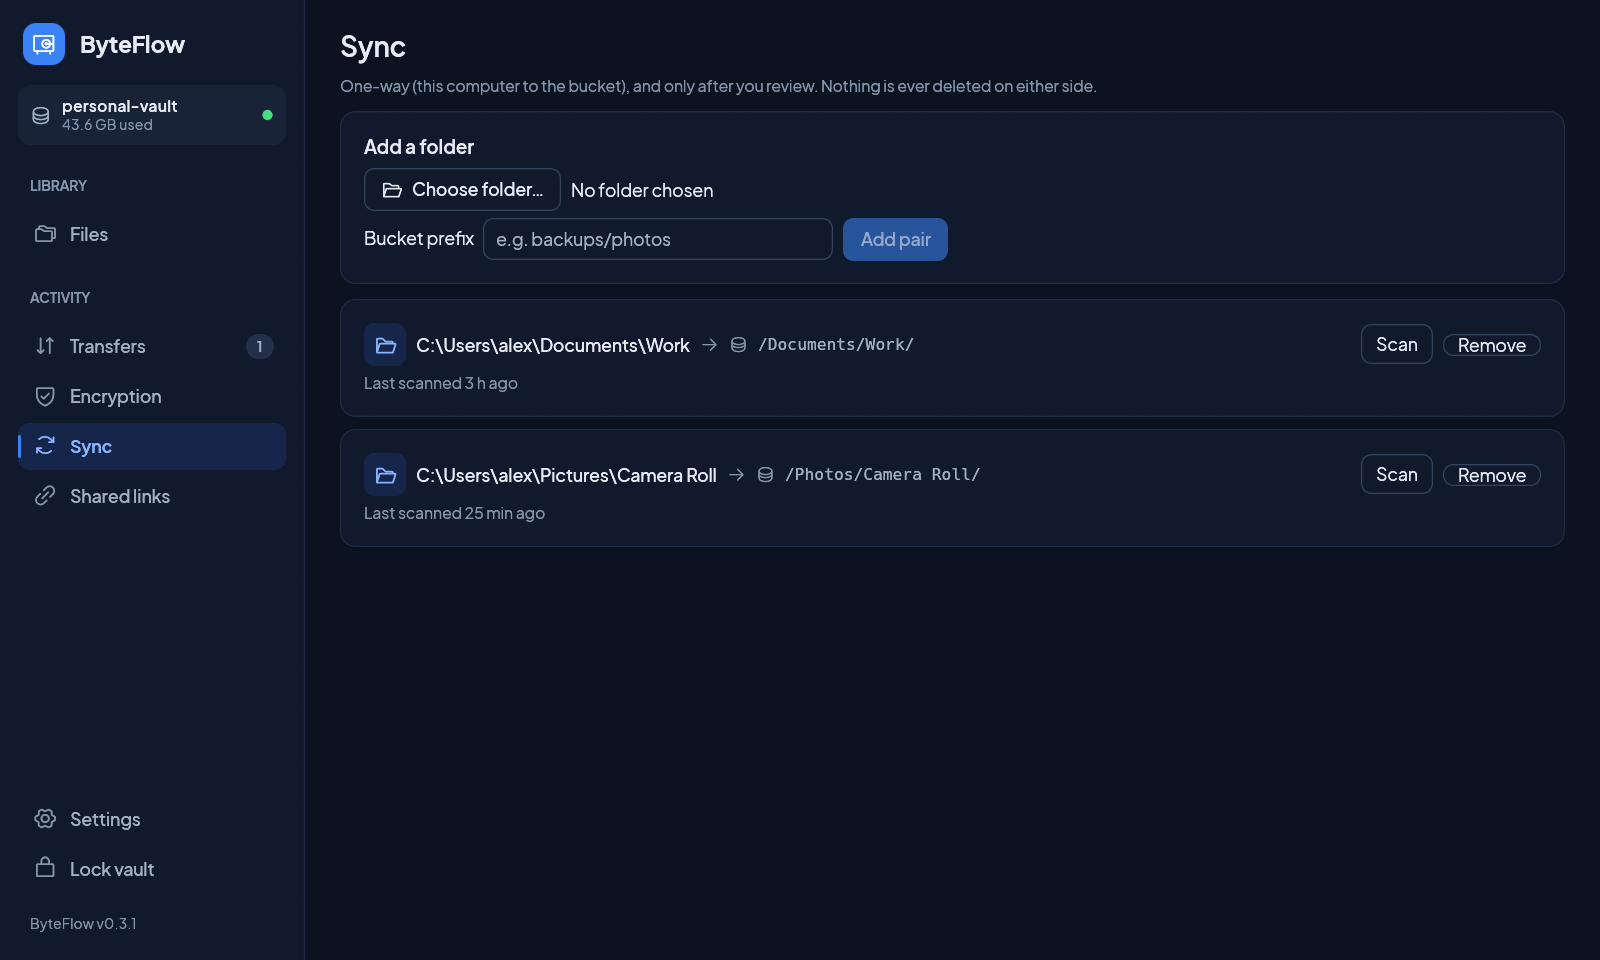 ByteFlow
personal-vault
43.6 GB used
LIBRARY
Files
ACTIVITY
Transfers 1
Encryption
Sync
Shared links
Settings
Lock vault
ByteFlow v0.3.1
Sync
One-way (this computer to the bucket), and only after you review. Nothing is ever deleted on either side.
Add a folder
Choose folder… No folder chosen
Bucket prefix e.g. backups/photos Add pair
C:\Users\alex\Documents\Work → /Documents/Work/ Scan Remove
Last scanned 3 h ago
C:\Users\alex\Pictures\Camera Roll → /Photos/Camera Roll/ Scan Remove
Last scanned 25 min ago